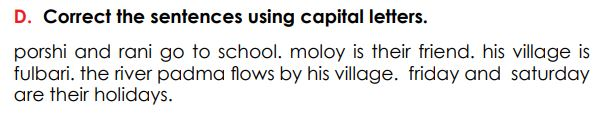 D. Correct the sentences using capital letters.
porshi and rani go to school. moloy is their friend. his village is
fulbari. the river padma flows by his village. friday and saturday
are their holidays.